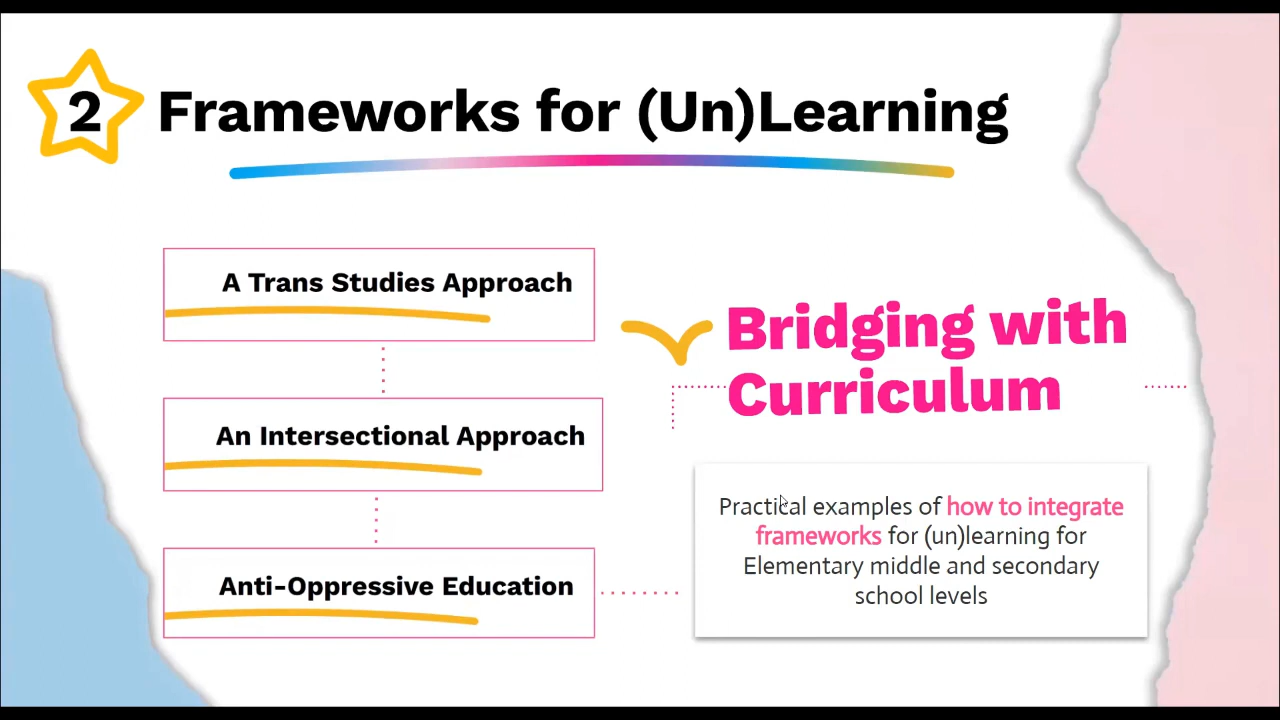 2 Frameworks for (Un)Learning
A Trans Studies Approach
An Intersectional Approach
Anti-Oppressive Education
Bridging with
Curriculum
Practical examples of how to integrate
frameworks for (un)learning for
Elementary middle and secondary
school levels